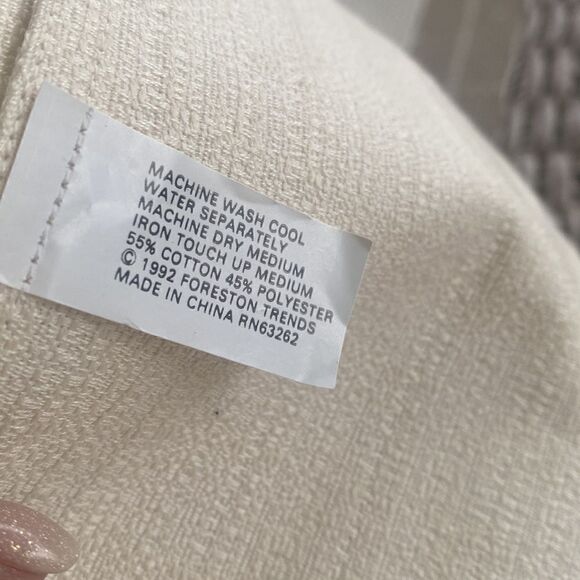 MACHINE WASH COOL
WATER SEPARATELY
MACHINE DRY MEDIUM
IRON TOUCH UP MEDIUM
55% COTTON 45% POLYESTER
© 1992 FORESTON TRENDS
MADE IN CHINA RN63262